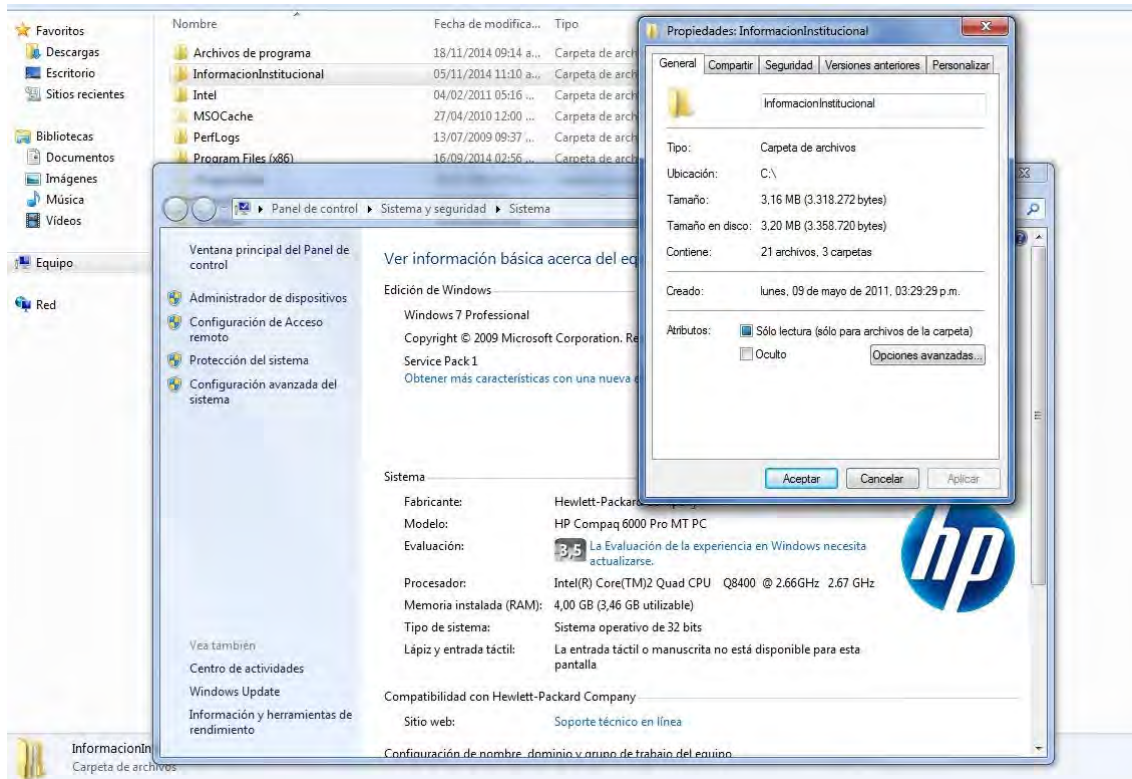 Favoritos
Descargas
Escritorio
Sitios recientes
Bibliotecas
Documentos
Imágenes
Música
Vídeos
Equipo
Red
Nombre Fecha de modifica... Tipo
Archivos de programa 18/11/2014 09:14 a... Carpeta de arch
InformacionInstitucional 05/11/2014 11:10 a... Carpeta de arch
Intel 04/02/2011 05:16 ... Carpeta de arch
MSOCache 27/04/2010 12:00 ... Carpeta de arch
PerfLogs 13/07/2009 09:37 ... Carpeta de arch
Program Files (x86) 16/09/2014 02:56 ... Carpeta de arch
Propiedades: InformacionInstitucional
General Compartir Seguridad Versiones anteriores Personalizar
InformacionInstitucional
Tipo: Carpeta de archivos
Ubicación: C:\
Tamaño: 3,16 MB (3.318.272 bytes)
Tamaño en disco: 3,20 MB (3.358.720 bytes)
Contiene: 21 archivos, 3 carpetas
Creado: lunes, 09 de mayo de 2011, 03:29:29 p.m.
Atributos: Sólo lectura (sólo para archivos de la carpeta)
Oculto Opciones avanzadas...
Aceptar Cancelar Aplicar
Panel de control Sistema y seguridad Sistema
Ventana principal del Panel de
control
Administrador de dispositivos
Configuración de Acceso
remoto
Protección del sistema
Configuración avanzada del
sistema
Vea también
Centro de actividades
Windows Update
Información y herramientas de
rendimiento
Ver información básica acerca del eq
Edición de Windows
Windows 7 Professional
Copyright © 2009 Microsoft Corporation. Re
Service Pack 1
Obtener más características con una nueva e
Sistema
Fabricante: Hewlett-Packard
Modelo: HP Compaq 6000 Pro MT PC
Evaluación: 3,5 La Evaluación de la experiencia en Windows necesita
actualizarse.
Procesador: Intel(R) Core(TM)2 Quad CPU Q8400 @ 2.66GHz 2.67 GHz
Memoria instalada (RAM): 4,00 GB (3,46 GB utilizable)
Tipo de sistema: Sistema operativo de 32 bits
Lápiz y entrada táctil: La entrada táctil o manuscrita no está disponible para esta
pantalla
hp
Compatibilidad con Hewlett-Packard Company
Sitio web: Soporte técnico en línea
Configuración de nombre, dominio y grupo de trabajo del equipo
InformacionIn
Carpeta de archivos